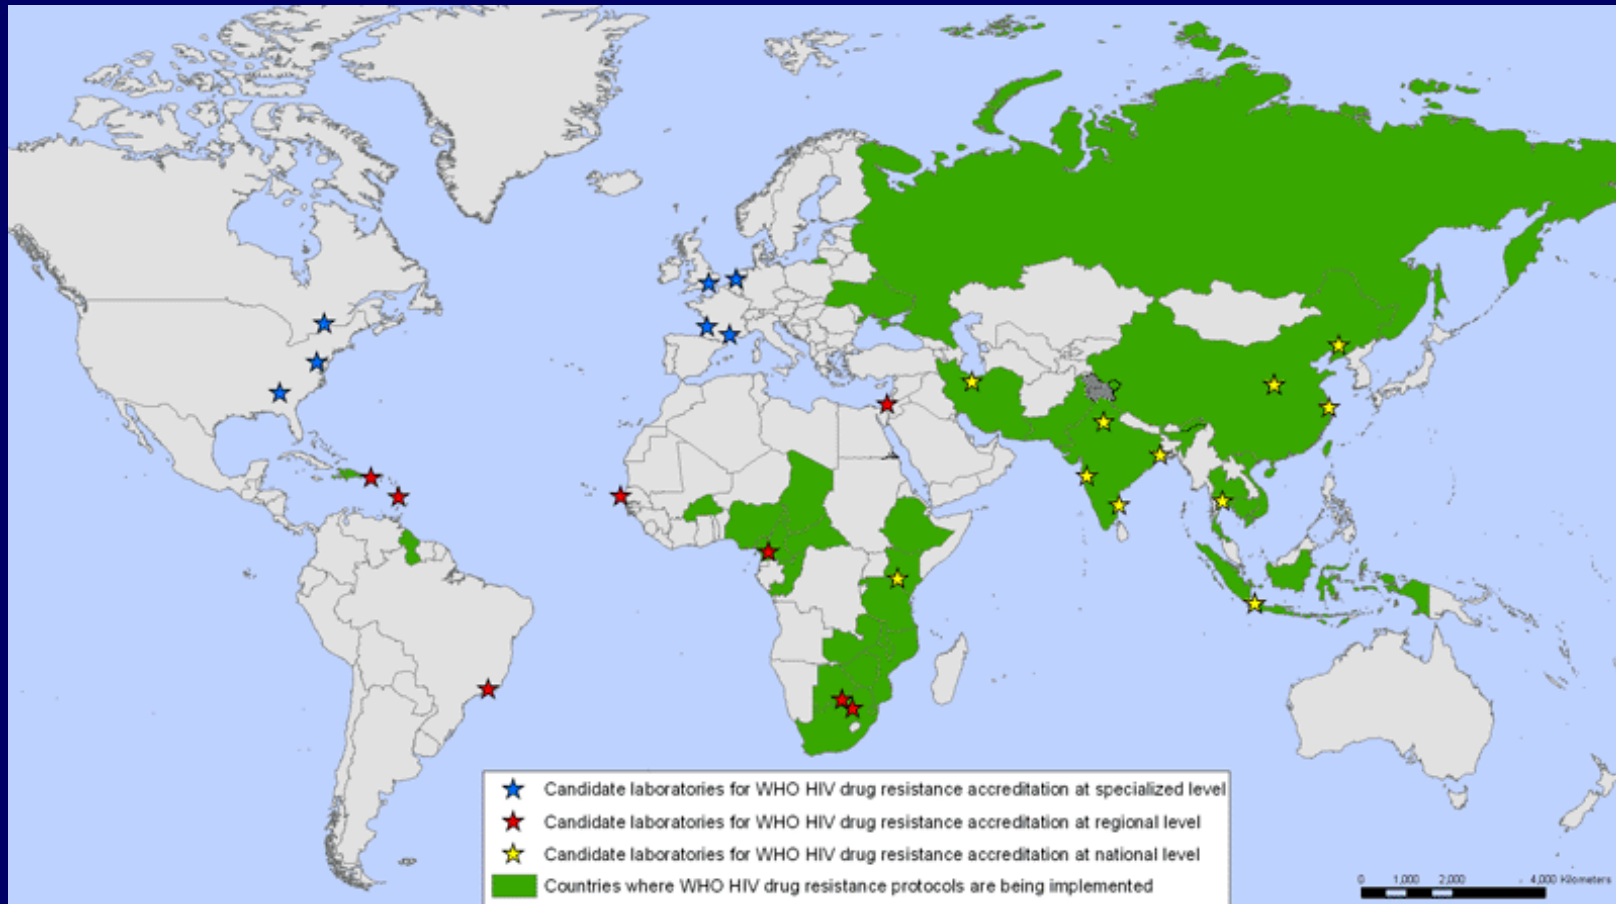 Candidate laboratories for WHO HIV drug resistance accreditation at specialized level
Candidate laboratories for WHO HIV drug resistance accreditation at regional level
Candidate laboratories for WHO HIV drug resistance accreditation at national level
Countries where WHO HIV drug resistance protocols are being implemented
0 1,000 2,000 4,000 Kilometers